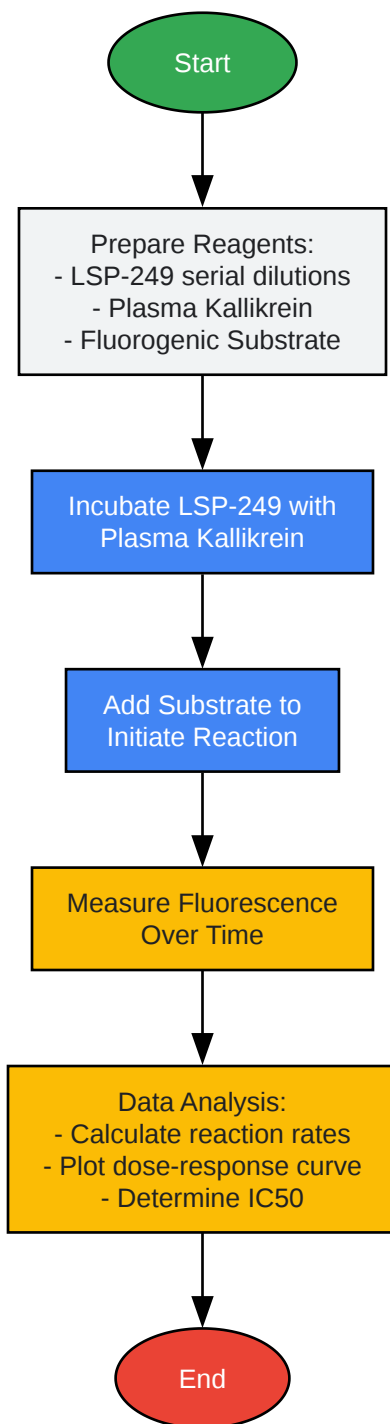 Start
Prepare Reagents:
- LSP-249 serial dilutions
- Plasma Kallikrein
- Fluorogenic Substrate
Incubate LSP-249 with
Plasma Kallikrein
Add Substrate to
Initiate Reaction
Measure Fluorescence
Over Time
Data Analysis:
- Calculate reaction rates
- Plot dose-response curve
- Determine IC50
End